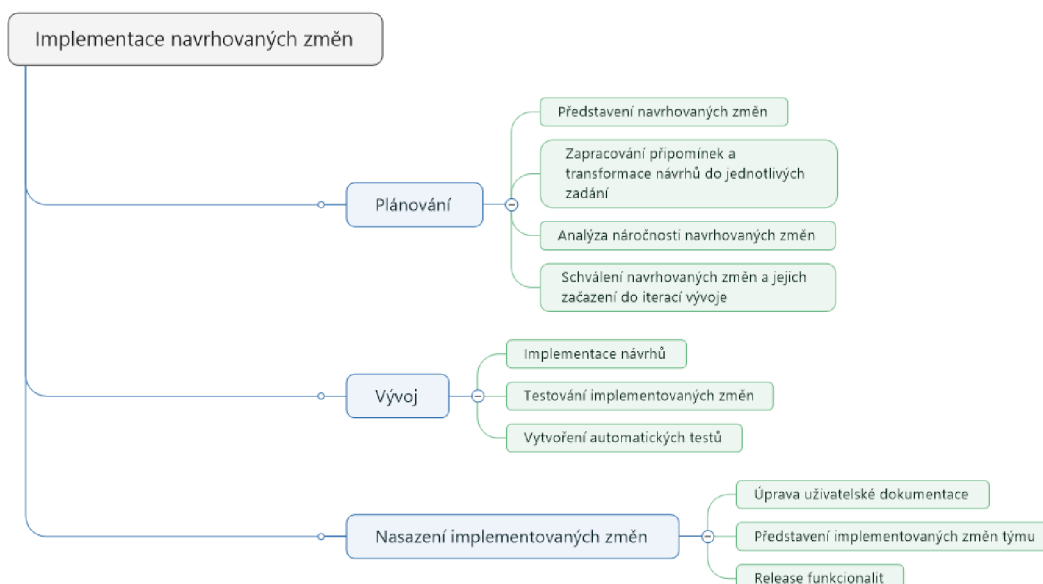 Implementace navrhovaných změn
Představení navrhovaných změn
Zapracování připomínek a
transformace návrhů do jednotlivých
zadání
Plánování
Analýza náročnosti navrhovaných změn
Schválení navrhovaných změn a jejich
začazení do iterací vývoje
Implementace návrhů
Vývoj
Testování implementovaných změn
Vytvoření automatických testů
Úprava uživatelské dokumentace
Nasazení implementovaných změn
Představení implementovaných změn týmu
Release funkcionalit